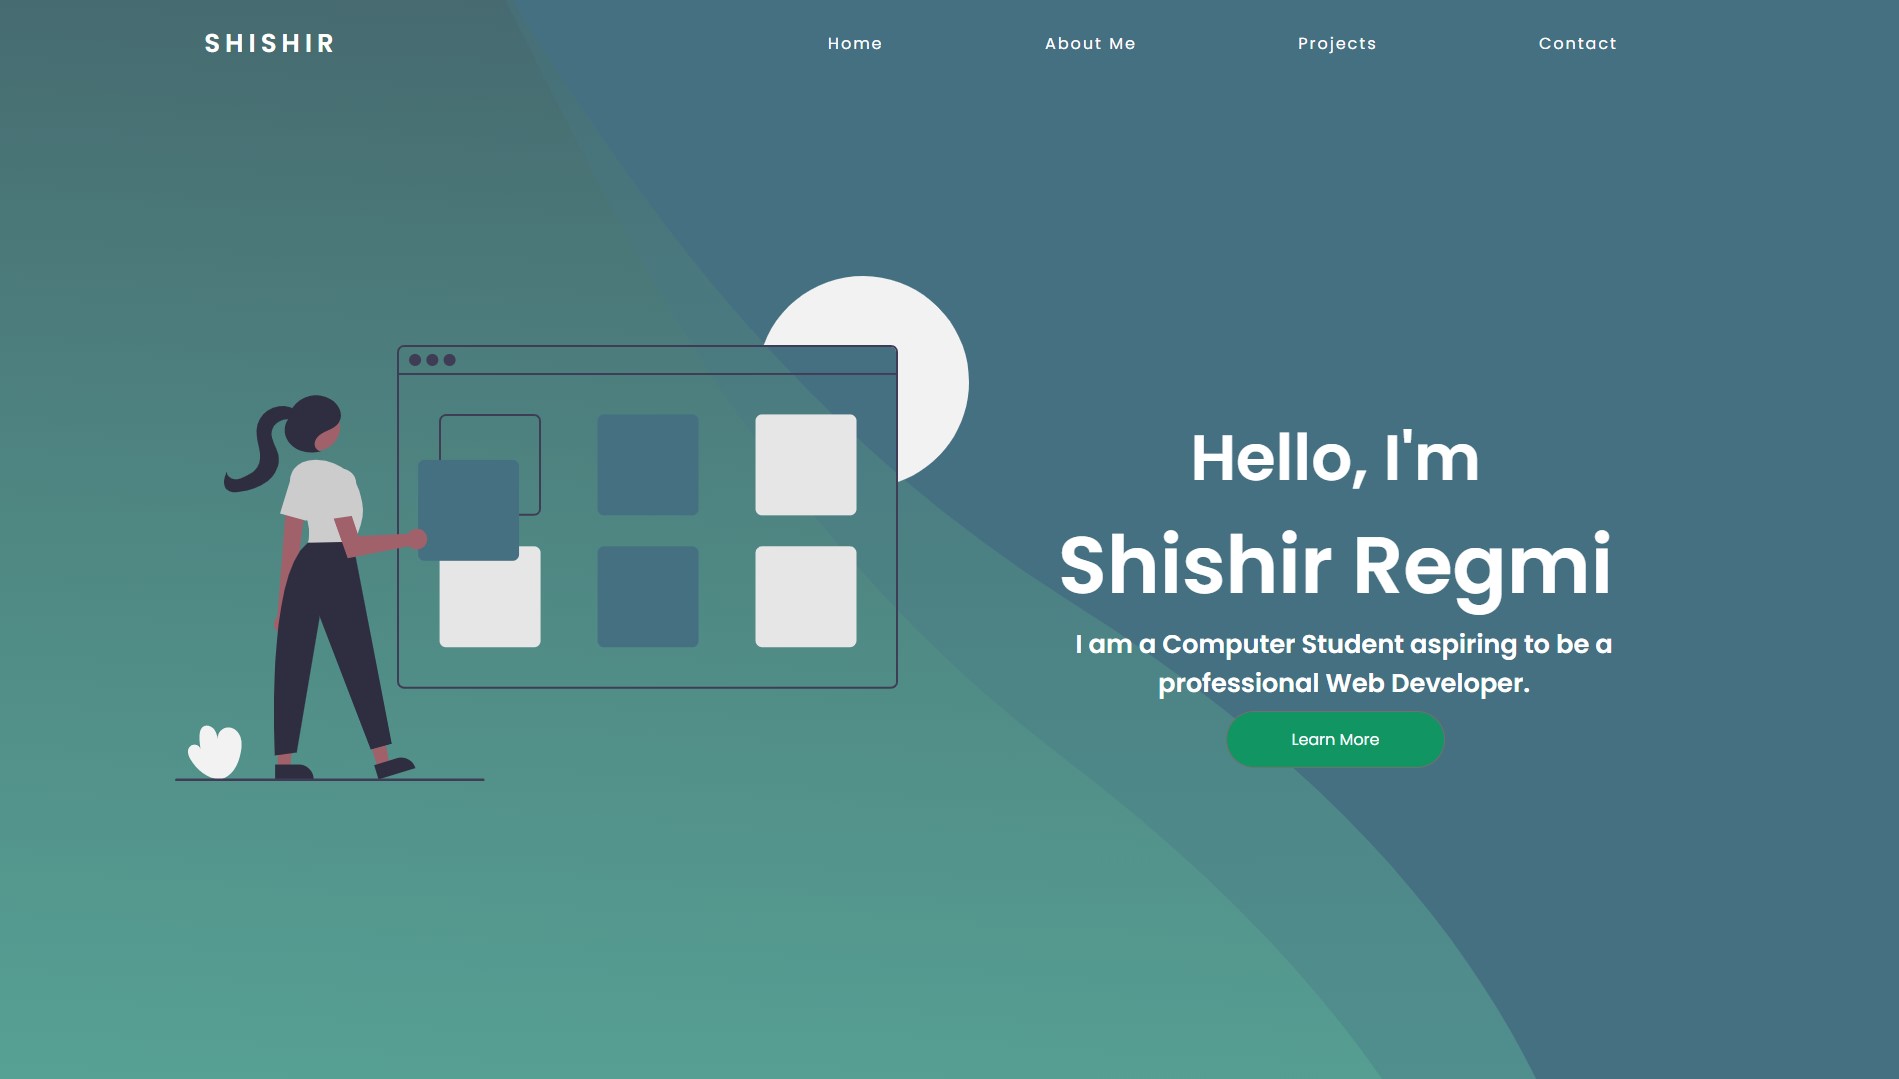 SHISHIR
Home
About Me
Projects
Contact
Hello, I'm
Shishir Regmi
I am a Computer Student aspiring to be a
professional Web Developer.
Learn More